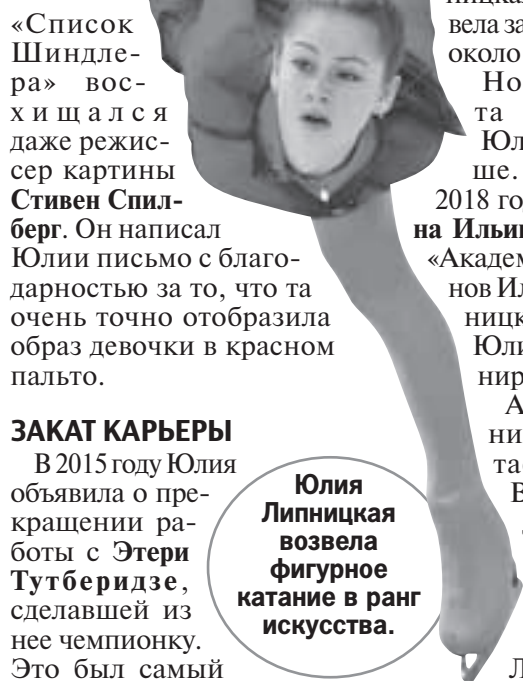 «Список
Шиндле-
ра» вос-
хищался
даже режис-
сер картины
Стивен Спил-
берг. Он написал
Юлии письмо с благо-
дарностью за то, что та
очень точно отобразила
образ девочки в красном
пальто.
ЗАКАТ КАРЬЕРЫ
В 2015 году Юлия
объявила о пре-
кращении ра-
боты с Этери
Тутберидзе,
сделавшей из
нее чемпионку.
Это был самый
Юлия
Липницкая
возвела
фигурное
катание в ранг
искусства.
вела за
около
Но
та
Юл
ше.
2018 го
на Ильин
«Академ
нов Ил
ницк
Юли
нир
А
ни
та
В
Л